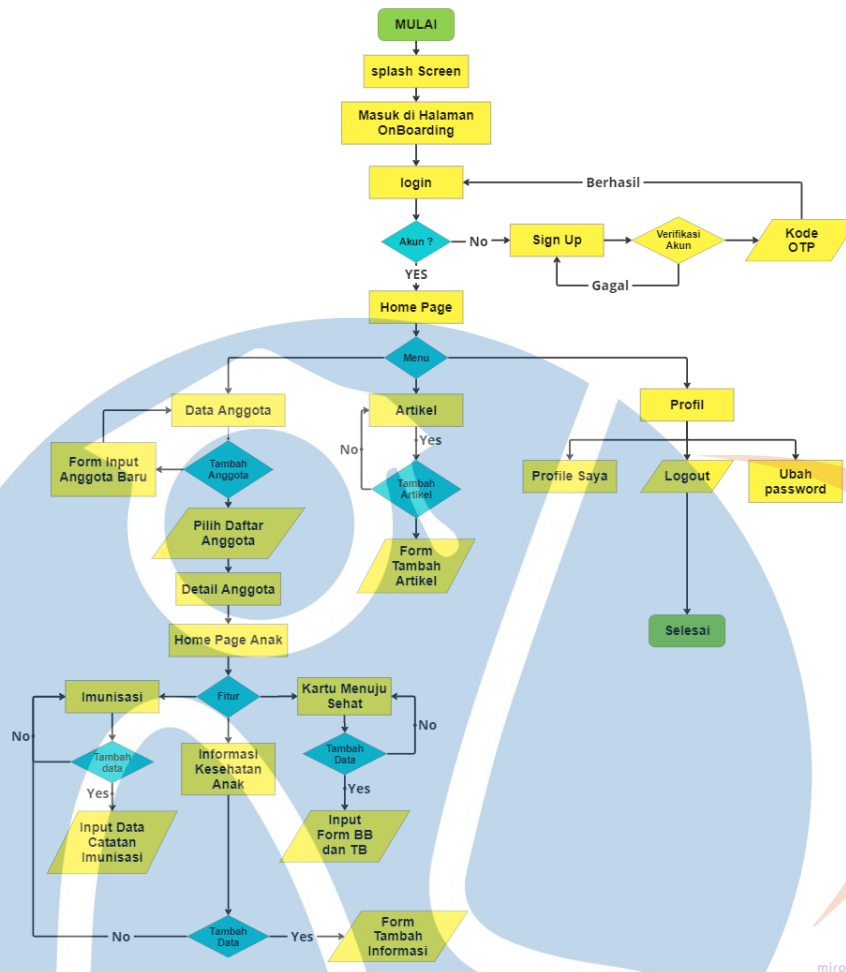 MULAI
splash Screen
Masuk di Halaman
OnBoarding
login
Berhasil
Akun ?
No
Sign Up
Verifikasi
Akun
Kode
OTP
YES
Gagal
Home Page
Menu
Data Anggota
Artikel
Profil
No
Yes
Form Input
Anggota Baru
Tambah
Anggota
Tambah
Artikel
Profile Saya
Logout
Ubah
password
Pilih Daftar
Anggota
Form
Tambah
Artikel
Detail Anggota
Home Page Anak
Selesai
Imunisasi
Fitur
Kartu Menuju
Sehat
No
No
Tambah
data
Informasi
Kesehatan
Anak
Tambah
Data
Yes
Yes
Input Data
Catatan
Imunisasi
Input
Form BB
dan TB
No
Tambah
Data
Yes
Form
Tambah
Informasi
miro